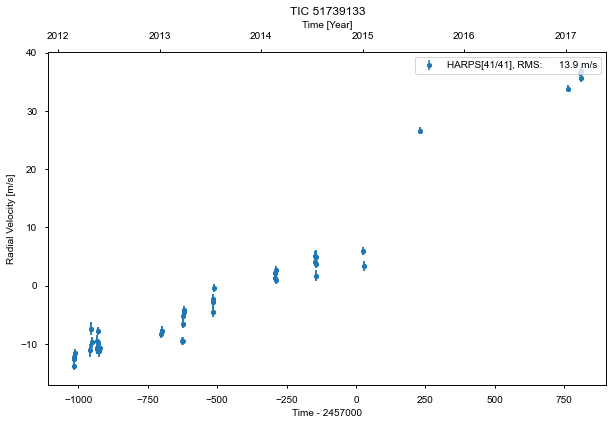 TIC 51739133
Time [Year]
2012 2013 2014 2015 2016 2017
HARPS[41/41], RMS: 13.9 m/s
40
30
20
10
0
−10
Radial Velocity [m/s]
−1000 −750 −500 −250 0 250 500 750
Time - 2457000